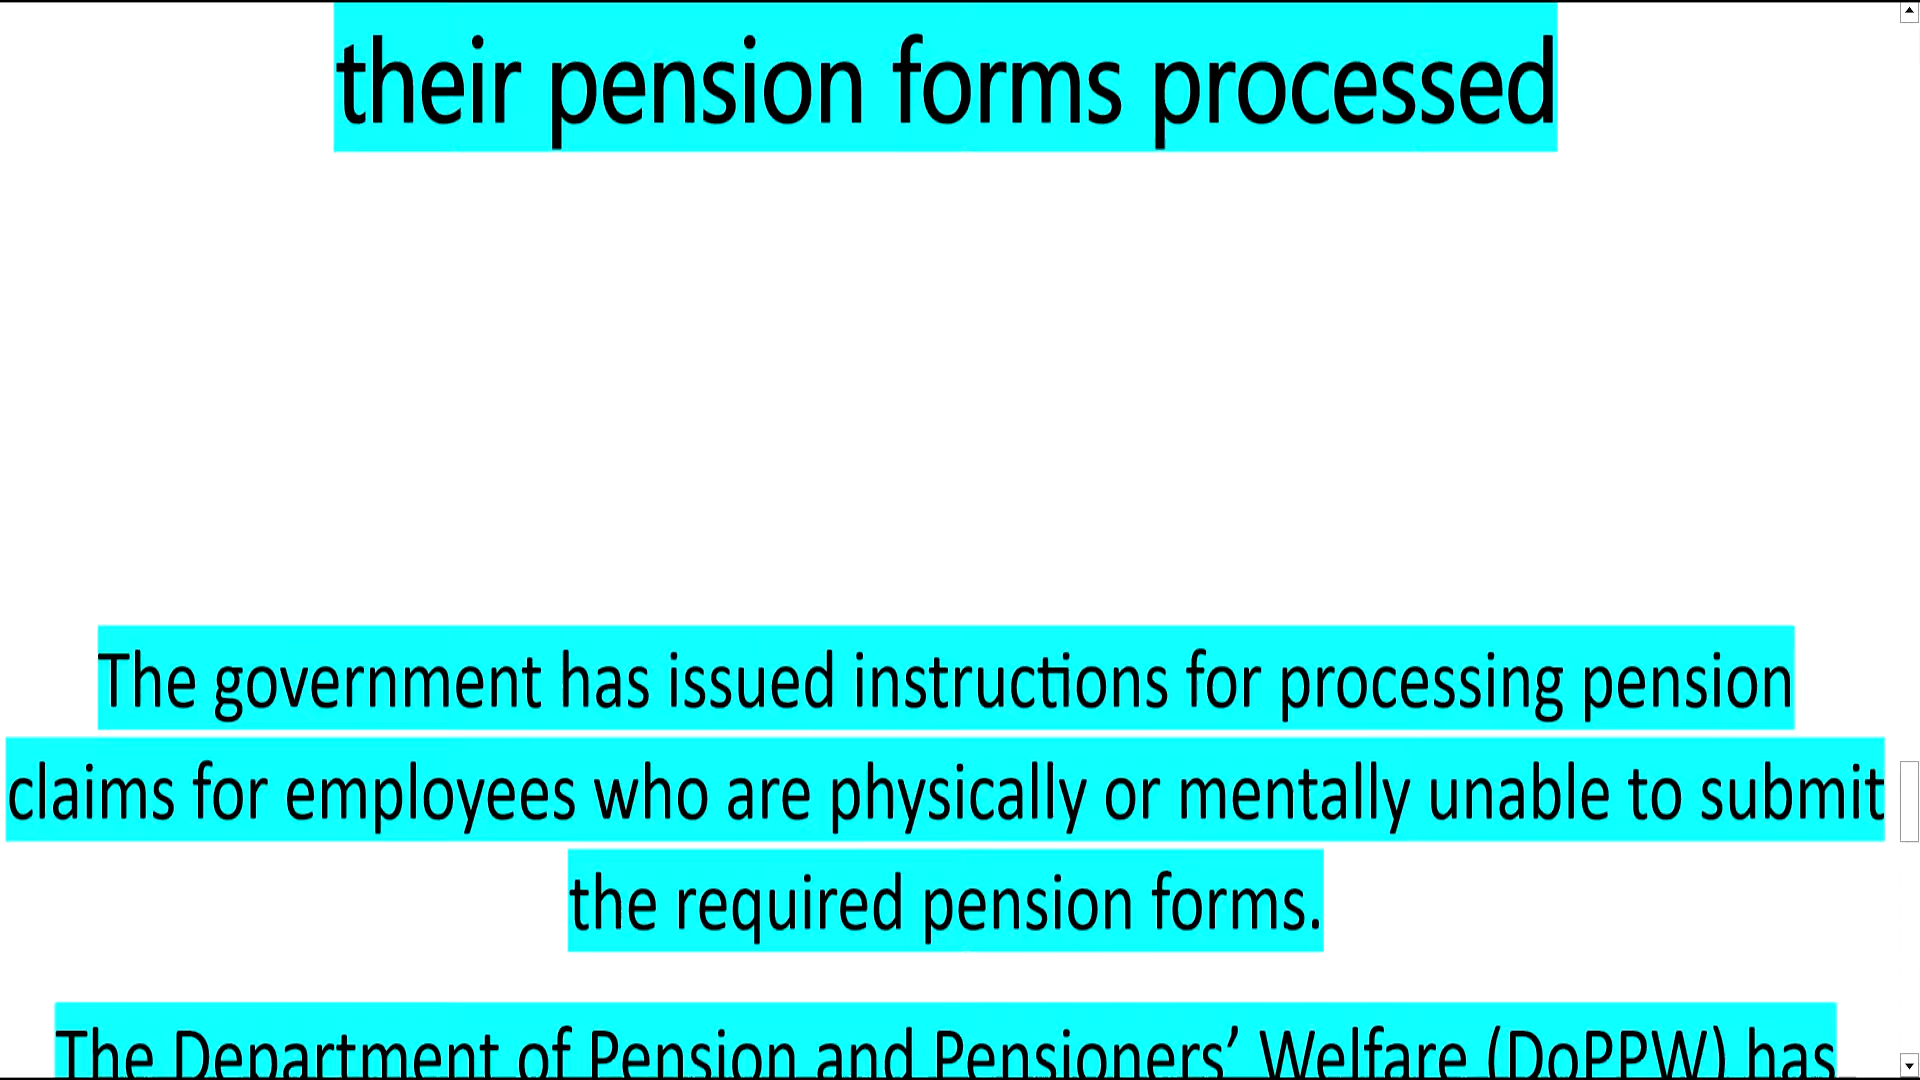 their pension forms processed
The government has issued instructions for processing pension
claims for employees who are physically or mentally unable to submit
the required pension forms.
The Department of Pension and Pensioners’ Welfare (DoPPW) has